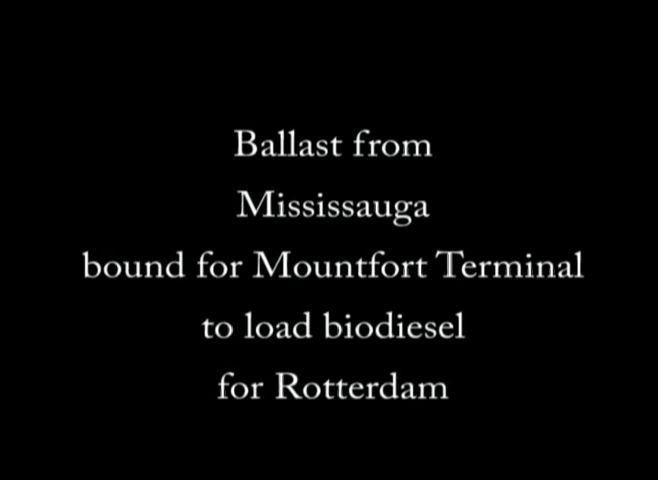 Ballast from
Mississauga
bound for Mountfort Terminal
to load biodiesel
for Rotterdam